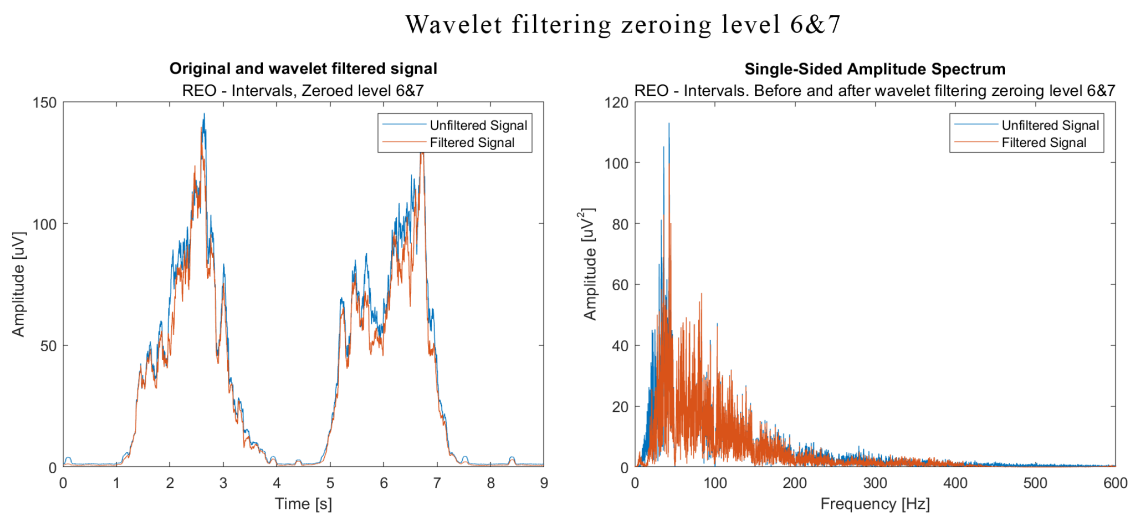 Wavelet filtering zeroing level 6&7
Original and wavelet filtered signal
REO - Intervals, Zeroed level 6&7
150
100
50
0
Amplitude [uV]
Unfiltered Signal
Filtered Signal
0 1 2 3 4 5 6 7 8 9
Time [s]
Single-Sided Amplitude Spectrum
REO - Intervals. Before and after wavelet filtering zeroing level 6&7
120
100
80
60
40
20
0
Amplitude [uV²]
Unfiltered Signal
Filtered Signal
0 100 200 300 400 500 600
Frequency [Hz]